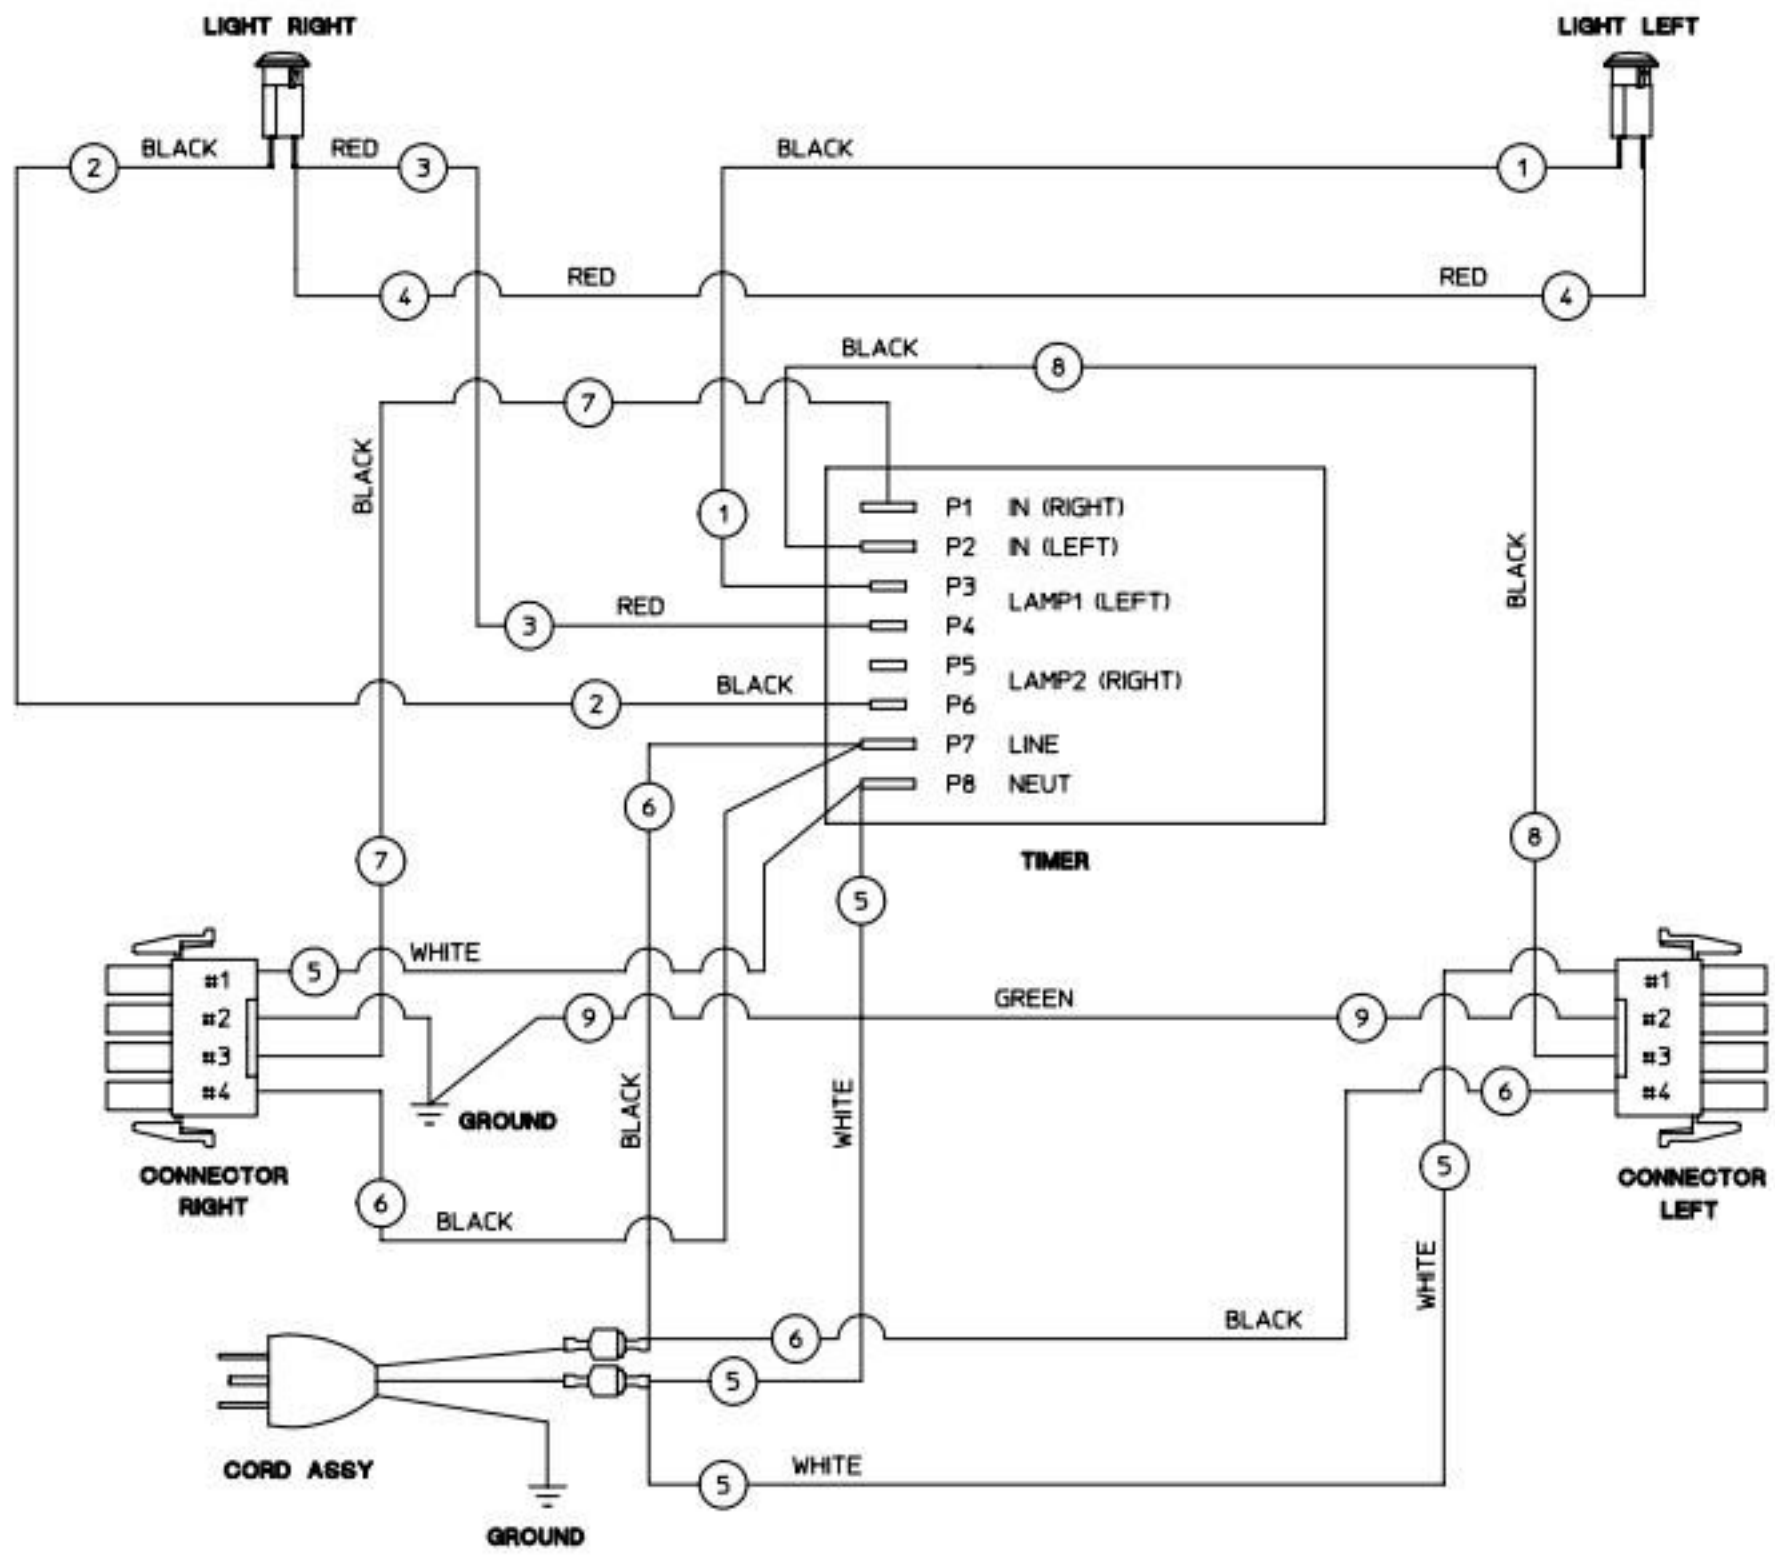 LIGHT RIGHT
LIGHT LEFT
2
BLACK
RED
3
BLACK
1
4
RED
RED
4
BLACK
8
7
BLACK
1
P1 IN (RIGHT)
P2 IN (LEFT)
P3
LAMP1 (LEFT)
P4
BLACK
3
RED
P5
LAMP2 (RIGHT)
P6
2
BLACK
P7 LINE
P8 NEUT
6
8
TIMER
7
5
#1
5
WHITE
#1
#2
9
GREEN
9
#2
#3
#3
#4
6
#4
GROUND
BLACK
WHITE
CONNECTOR
RIGHT
5
CONNECTOR
LEFT
6
BLACK
WHITE
6
BLACK
5
CORD ASSY
5
WHITE
GROUND